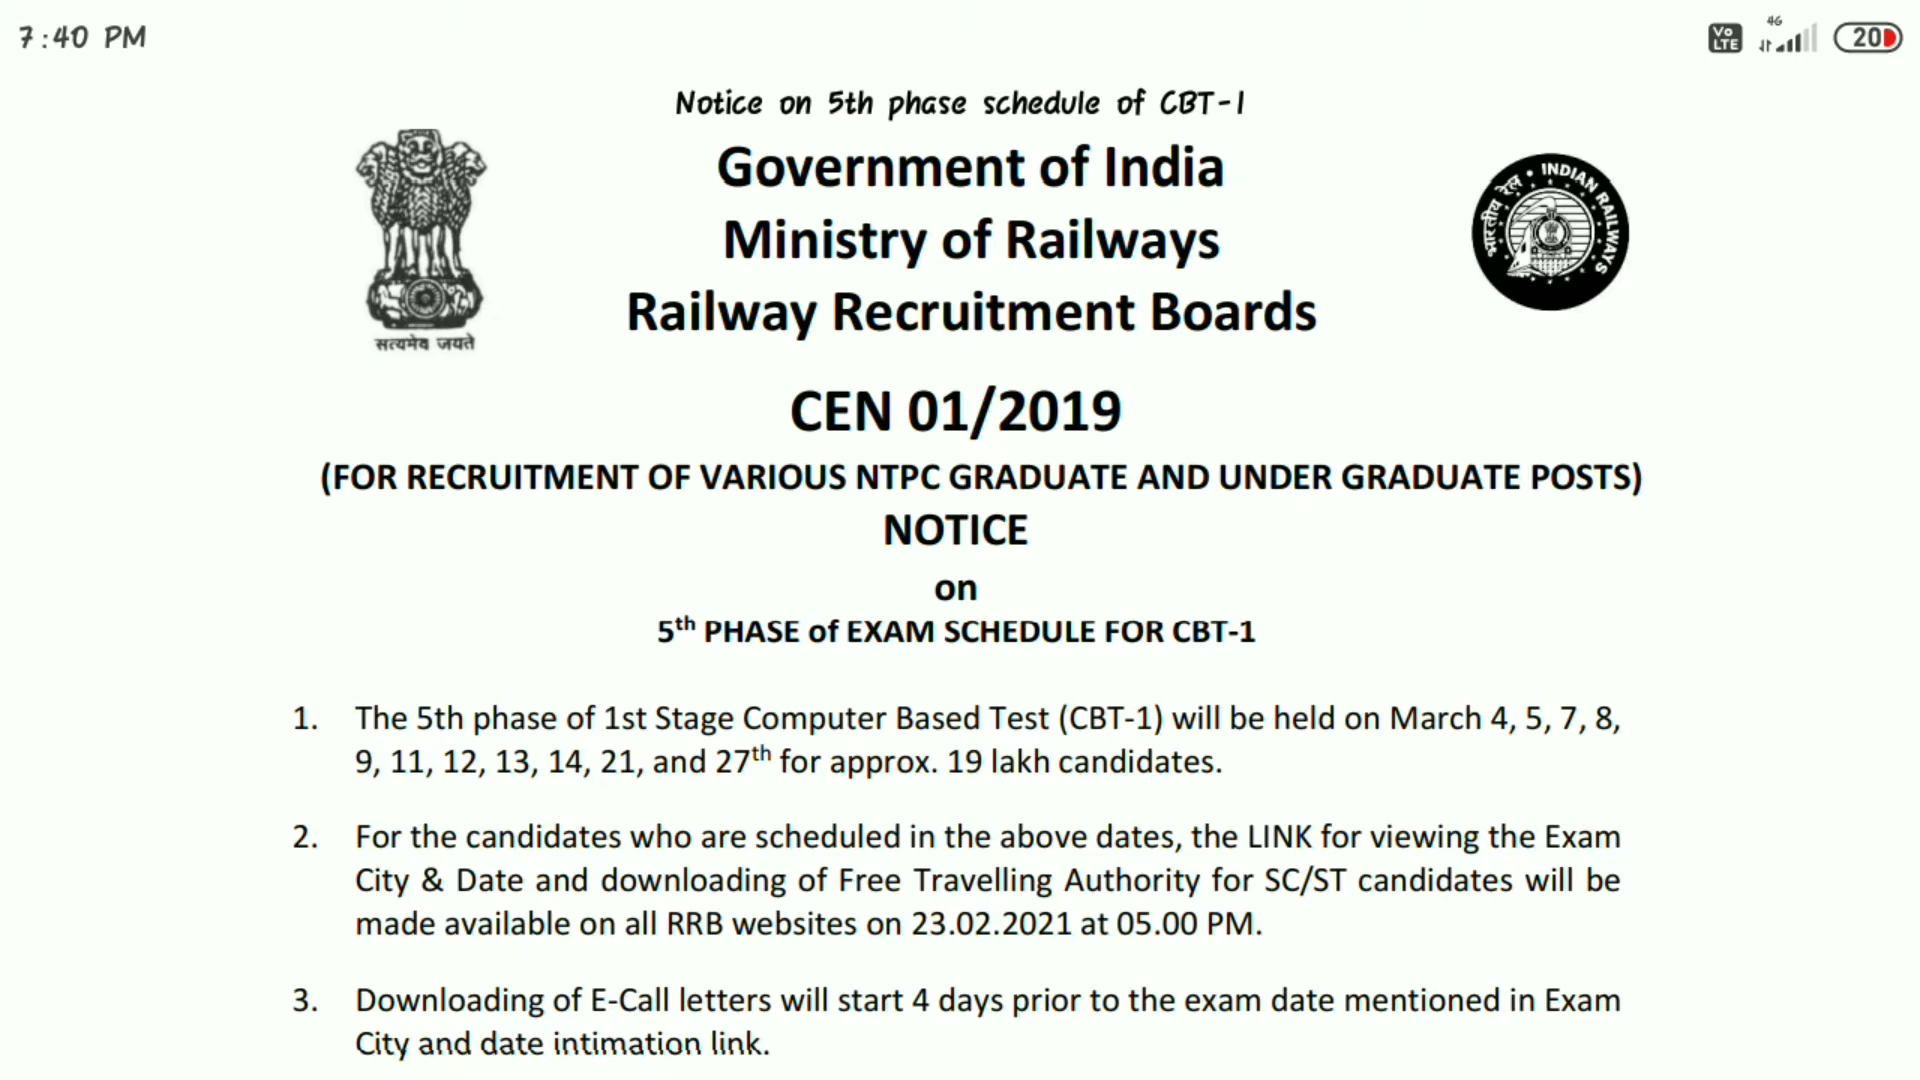 7:40 PM
Vo LTE
4G
20
Notice on 5th phase schedule of CBT-I
Government of India
Ministry of Railways
Railway Recruitment Boards
सत्यमेव जयते
भारतीय रेल • INDIAN RAILWAYS
CEN 01/2019
(FOR RECRUITMENT OF VARIOUS NTPC GRADUATE AND UNDER GRADUATE POSTS)
NOTICE
on
5th PHASE of EXAM SCHEDULE FOR CBT-1
1. The 5th phase of 1st Stage Computer Based Test (CBT-1) will be held on March 4, 5, 7, 8,
9, 11, 12, 13, 14, 21, and 27th for approx. 19 lakh candidates.
2. For the candidates who are scheduled in the above dates, the LINK for viewing the Exam
City & Date and downloading of Free Travelling Authority for SC/ST candidates will be
made available on all RRB websites on 23.02.2021 at 05.00 PM.
3. Downloading of E-Call letters will start 4 days prior to the exam date mentioned in Exam
City and date intimation link.